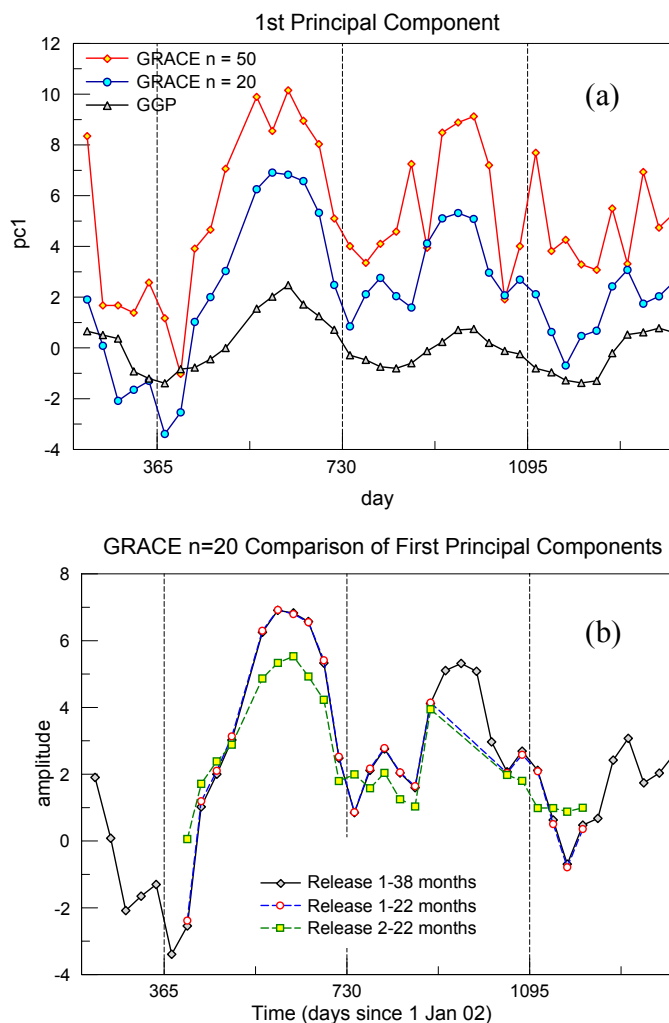 1st Principal Component
12
10
8
6
4
2
0
-2
-4
pc1
GRACE n = 50
GRACE n = 20
GGP
(a)
365
730
1095
day
GRACE n=20 Comparison of First Principal Components
8
6
4
2
0
-2
-4
amplitude
(b)
Release 1-38 months
Release 1-22 months
Release 2-22 months
365
730
1095
Time (days since 1 Jan 02)